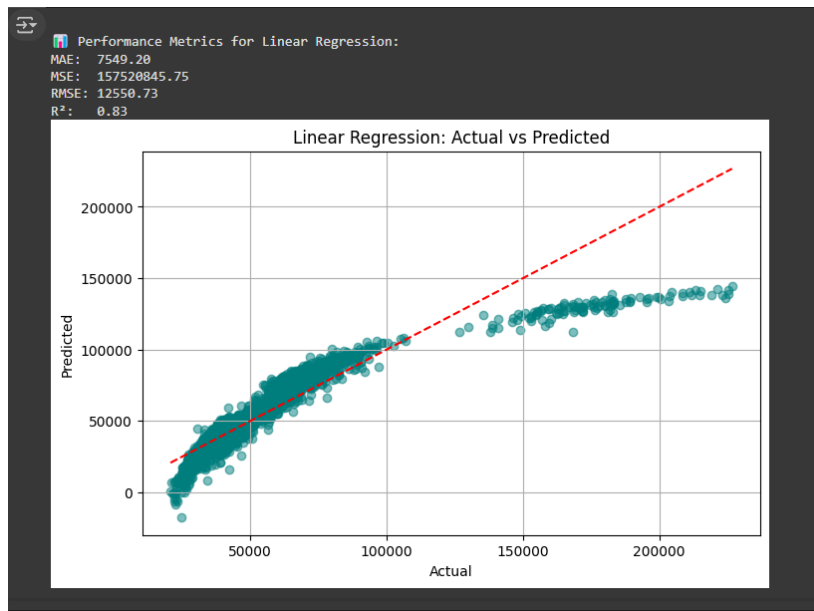 📊 Performance Metrics for Linear Regression:
MAE: 7549.20
MSE: 157520845.75
RMSE: 12550.73
R²: 0.83
Linear Regression: Actual vs Predicted
200000
150000
100000
50000
0
Predicted
50000 100000 150000 200000
Actual